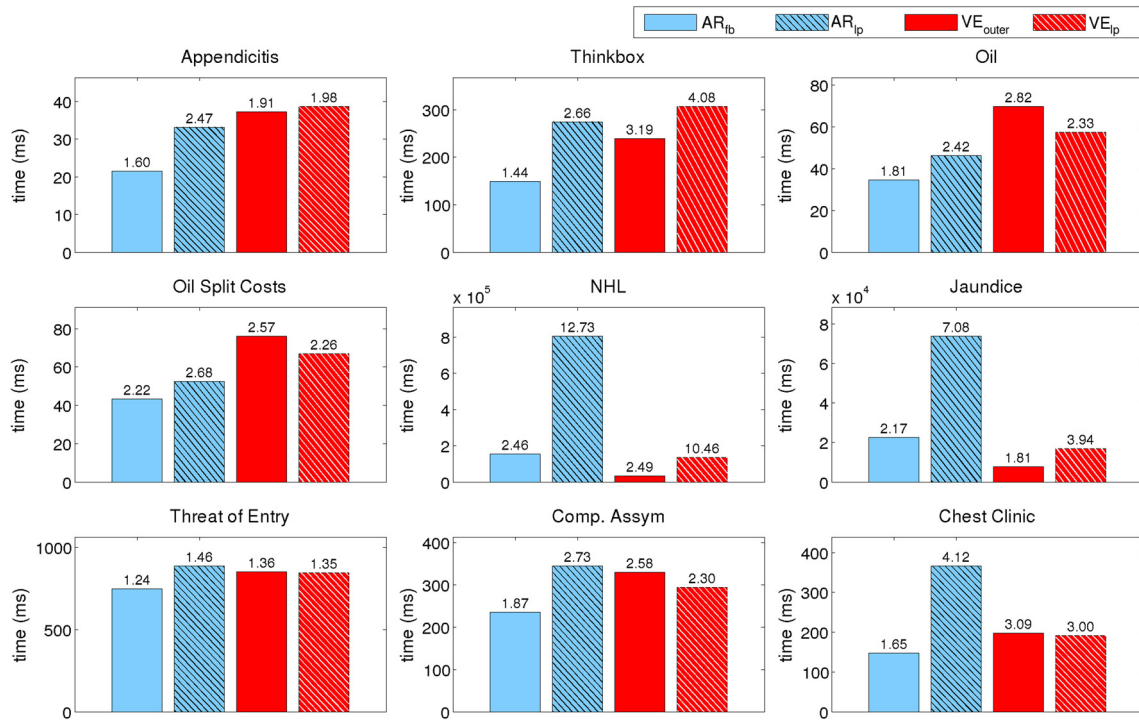 AR_fb AR_lp VE_outer VE_lp
Appendicitis
time (ms)
40
30
20
10
0
1.60 2.47 1.91 1.98
Thinkbox
time (ms)
300
200
100
0
1.44 2.66 3.19 4.08
Oil
time (ms)
80
60
40
20
0
1.81 2.42 2.82 2.33
Oil Split Costs
time (ms)
80
60
40
20
0
2.22 2.68 2.57 2.26
NHL
x 10^5
time (ms)
8
6
4
2
0
2.46 12.73 2.49 10.46
Jaundice
x 10^4
time (ms)
8
6
4
2
0
2.17 7.08 1.81 3.94
Threat of Entry
time (ms)
1000
500
0
1.24 1.46 1.36 1.35
Comp. Assym
time (ms)
400
300
200
100
0
1.87 2.73 2.58 2.30
Chest Clinic
time (ms)
400
300
200
100
0
1.65 4.12 3.09 3.00